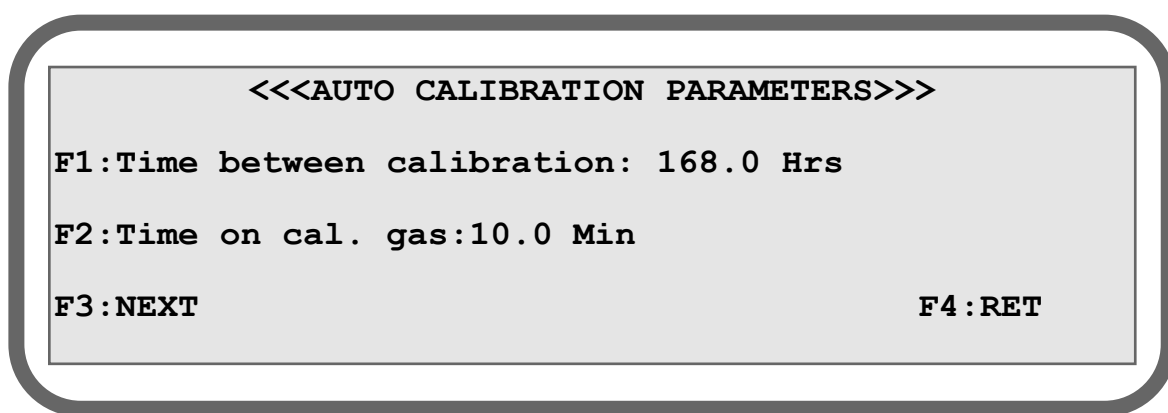 <<<AUTO CALIBRATION PARAMETERS>>>
F1:Time between calibration: 168.0 Hrs
F2:Time on cal. gas:10.0 Min
F3:NEXT F4:RET